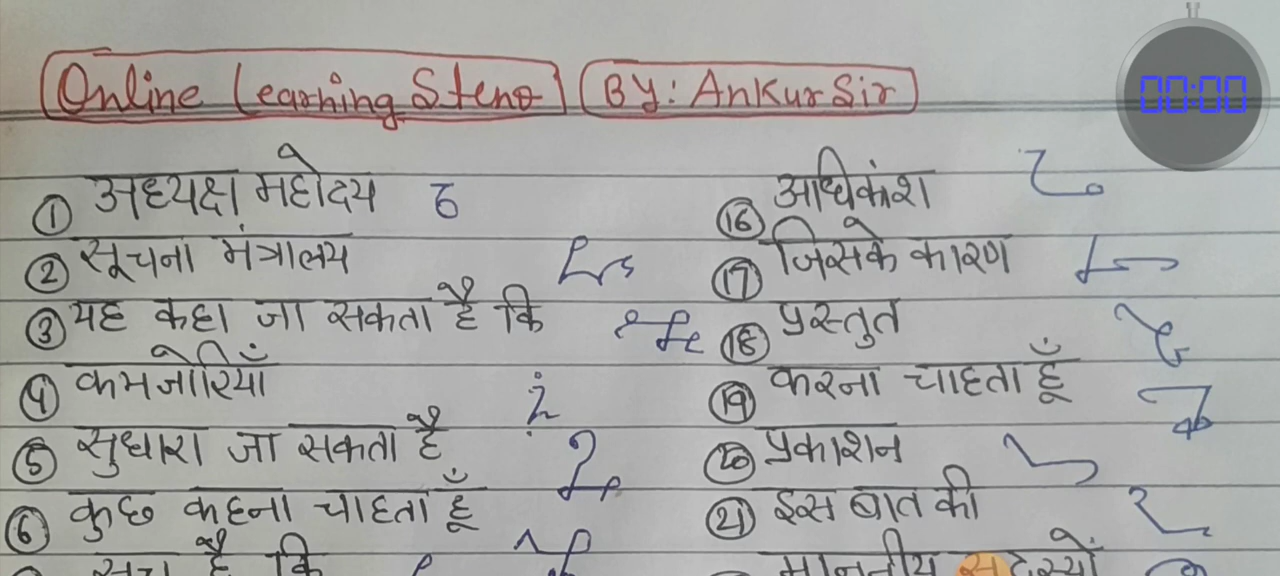 Online Learning Steno BY: Ankur Sir
00:00
① अध्यक्ष महोदय
② सूचना मंत्रालय
③ यह कहा जा सकता है कि
④ कमजोरियाँ
⑤ सुधारा जा सकता है
⑥ कुछ कहना चाहता हूँ
है कि
⑯ अधिकांश
⑰ जिसके कारण
⑱ प्रस्तुत
⑲ करना चाहता हूँ
⑳ प्रकाशन
㉑ इस बात की
माननीय सदस्यों